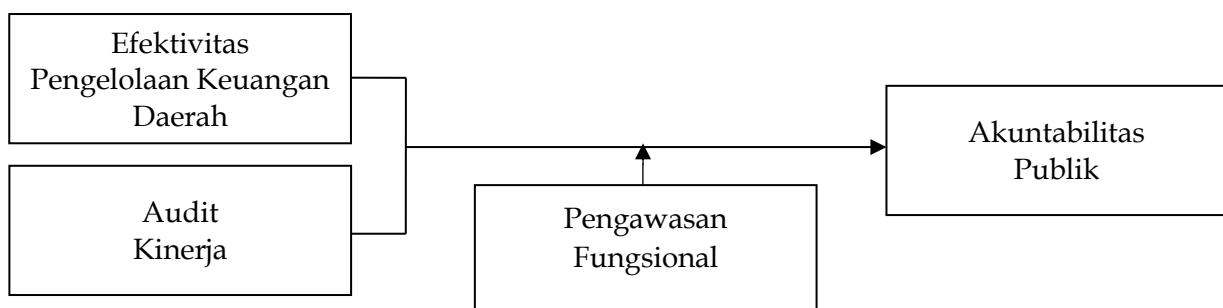 Efektivitas
Pengelolaan Keuangan
Daerah
Audit
Kinerja
Pengawasan
Fungsional
Akuntabilitas
Publik